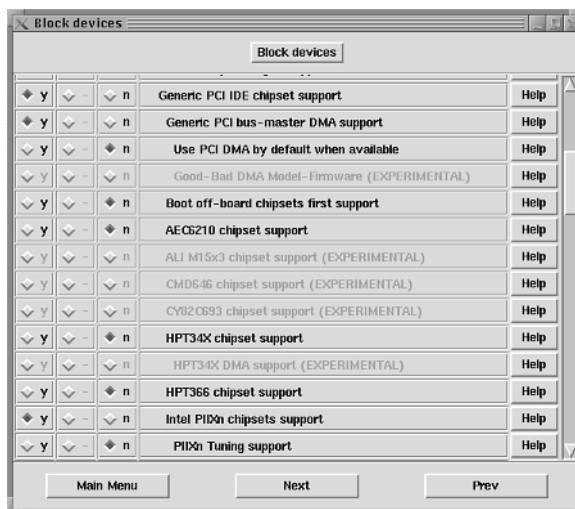 Block devices
Block devices
y - n Generic PCI IDE chipset support Help
y - n Generic PCI bus-master DMA support Help
y - n Use PCI DMA by default when available Help
y - n Good-Bad DMA Model-Firmware (EXPERIMENTAL) Help
y - n Boot off-board chipsets first support Help
y - n AEC6210 chipset support Help
y - n ALI M15x3 chipset support (EXPERIMENTAL) Help
y - n CMD646 chipset support (EXPERIMENTAL) Help
y - n CY82C693 chipset support (EXPERIMENTAL) Help
y - n HPT34X chipset support Help
y - n HPT34X DMA support (EXPERIMENTAL) Help
y - n HPT366 chipset support Help
y - n Intel PIIXn chipsets support Help
y - n PIIXn Tuning support Help
Main Menu Next Prev